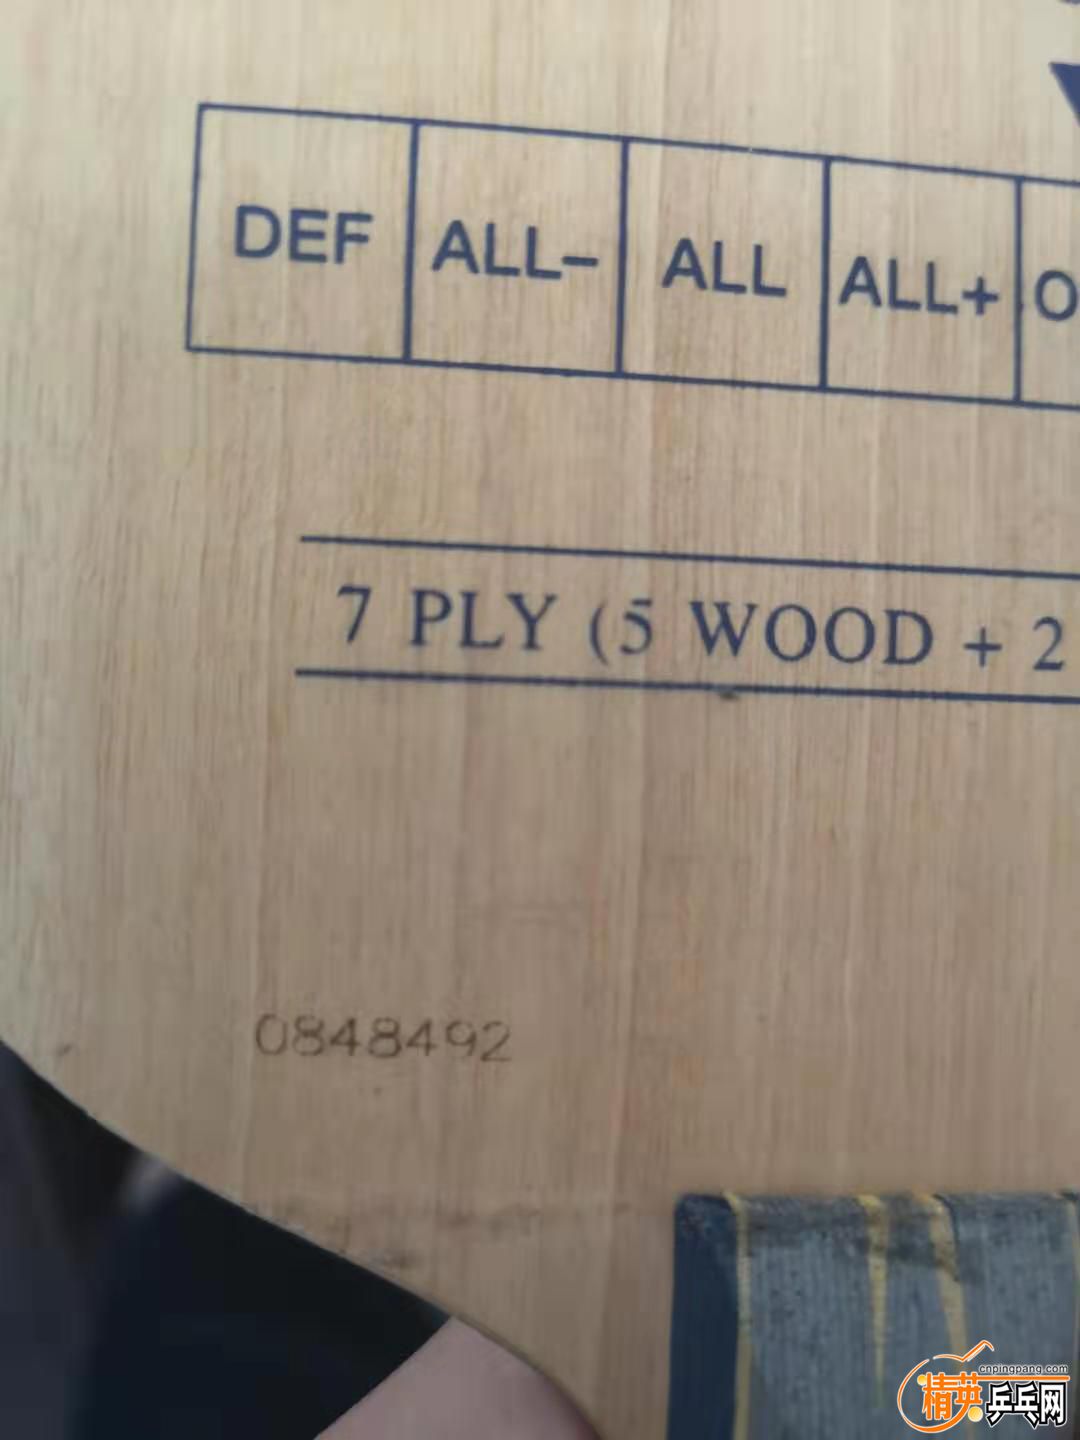 DEF ALL- ALL ALL+ O
7 PLY (5 WOOD + 2
0848492
cnpingpang.com
精英乒乓网